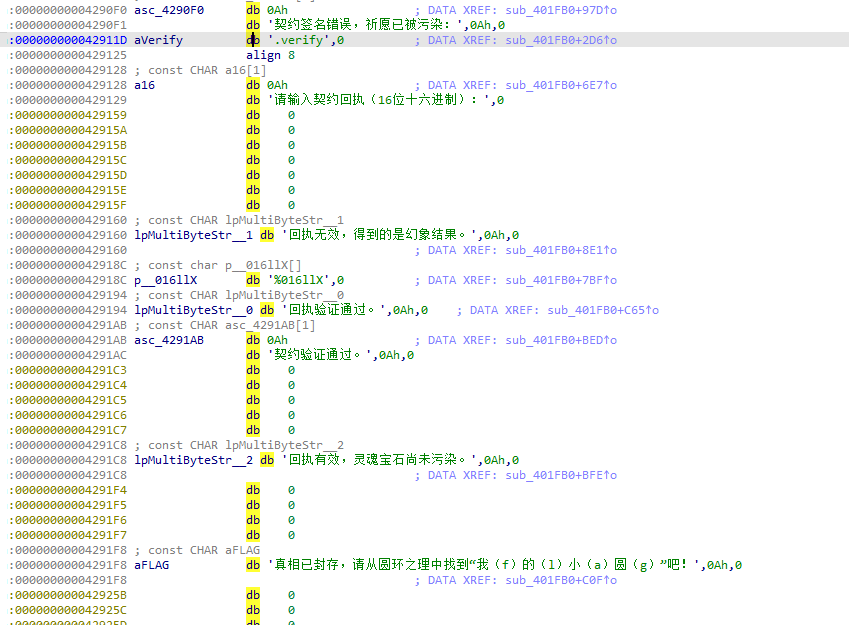 :00000000004290F0 asc_4290F0 db 0Ah ; DATA XREF: sub_401FB0+97D↑o
:00000000004290F1 db '契约签名错误，祈愿已被污染：',0Ah,0
:000000000042911D aVerify db '.verify',0 ; DATA XREF: sub_401FB0+2D6↑o
:0000000000429125 align 8
:0000000000429128 ; const CHAR a16[1]
:0000000000429128 a16 db 0Ah ; DATA XREF: sub_401FB0+6E7↑o
:0000000000429129 db '请输入契约回执（16位十六进制）：',0
:0000000000429159 db 0
:000000000042915A db 0
:000000000042915B db 0
:000000000042915C db 0
:000000000042915D db 0
:000000000042915E db 0
:000000000042915F db 0
:0000000000429160 ; const CHAR lpMultiByteStr__1
:0000000000429160 lpMultiByteStr__1 db '回执无效，得到的是幻象结果。',0Ah,0
:0000000000429160 ; DATA XREF: sub_401FB0+8E1↑o
:000000000042918C ; const char p__016llX[]
:000000000042918C p__016llX db '%016llX',0 ; DATA XREF: sub_401FB0+7BF↑o
:0000000000429194 ; const CHAR lpMultiByteStr__0
:0000000000429194 lpMultiByteStr__0 db '回执验证通过。',0Ah,0 ; DATA XREF: sub_401FB0+C65↑o
:00000000004291AB ; const CHAR asc_4291AB[1]
:00000000004291AB asc_4291AB db 0Ah ; DATA XREF: sub_401FB0+BED↑o
:00000000004291AC db '契约验证通过。',0Ah,0
:00000000004291C3 db 0
:00000000004291C4 db 0
:00000000004291C5 db 0
:00000000004291C6 db 0
:00000000004291C7 db 0
:00000000004291C8 ; const CHAR lpMultiByteStr__2
:00000000004291C8 lpMultiByteStr__2 db '回执有效，灵魂宝石尚未污染。',0Ah,0
:00000000004291C8 ; DATA XREF: sub_401FB0+BFE↑o
:00000000004291F4 db 0
:00000000004291F5 db 0
:00000000004291F6 db 0
:00000000004291F7 db 0
:00000000004291F8 ; const CHAR aFLAG
:00000000004291F8 aFLAG db '真相已封存，请从圆环之理中找到“我（f）的（l）小（a）圆（g）”吧！',0Ah,0
:00000000004291F8 ; DATA XREF: sub_401FB0+C0F↑o
:000000000042925B db 0
:000000000042925C db 0
:000000000042925D db 0